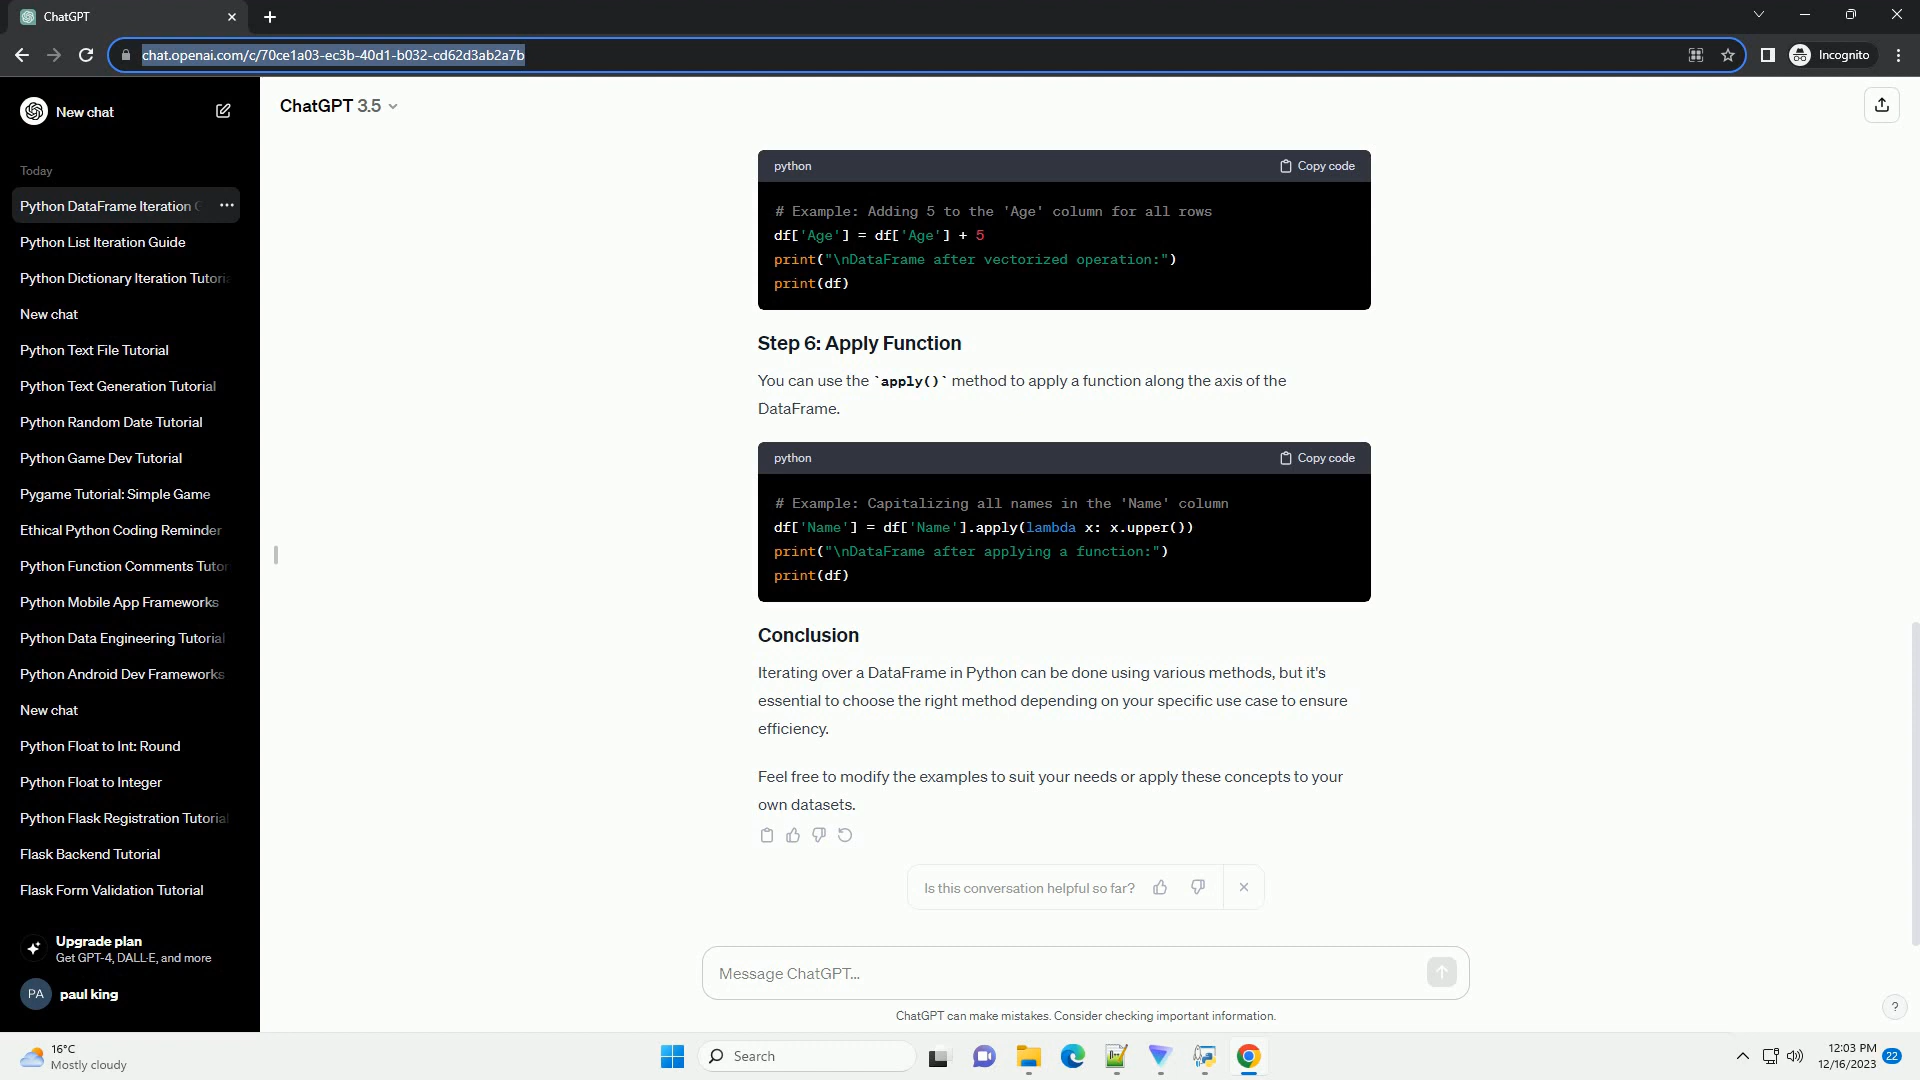 ChatGPT
chat.openai.com/c/70ce1a03-ec3b-40d1-b032-cd62d3ab2a7b
Incognito
New chat
Today
Python DataFrame Iteration
Python List Iteration Guide
Python Dictionary Iteration Tutoria
New chat
Python Text File Tutorial
Python Text Generation Tutorial
Python Random Date Tutorial
Python Game Dev Tutorial
Pygame Tutorial: Simple Game
Ethical Python Coding Reminder
Python Function Comments Tutor
Python Mobile App Frameworks
Python Data Engineering Tutorial
Python Android Dev Frameworks
New chat
Python Float to Int: Round
Python Float to Integer
Python Flask Registration Tutorial
Flask Backend Tutorial
Flask Form Validation Tutorial
Upgrade plan
Get GPT-4, DALL·E, and more
PA paul king
ChatGPT 3.5
python Copy code
# Example: Adding 5 to the 'Age' column for all rows
df['Age'] = df['Age'] + 5
print("\nDataFrame after vectorized operation:")
print(df)
Step 6: Apply Function
You can use the `apply()` method to apply a function along the axis of the
DataFrame.
python Copy code
# Example: Capitalizing all names in the 'Name' column
df['Name'] = df['Name'].apply(lambda x: x.upper())
print("\nDataFrame after applying a function:")
print(df)
Conclusion
Iterating over a DataFrame in Python can be done using various methods, but it's
essential to choose the right method depending on your specific use case to ensure
efficiency.
Feel free to modify the examples to suit your needs or apply these concepts to your
own datasets.
Is this conversation helpful so far?
Message ChatGPT...
ChatGPT can make mistakes. Consider checking important information.
?
16°C
Mostly cloudy
Search
12:03 PM
12/16/2023
22